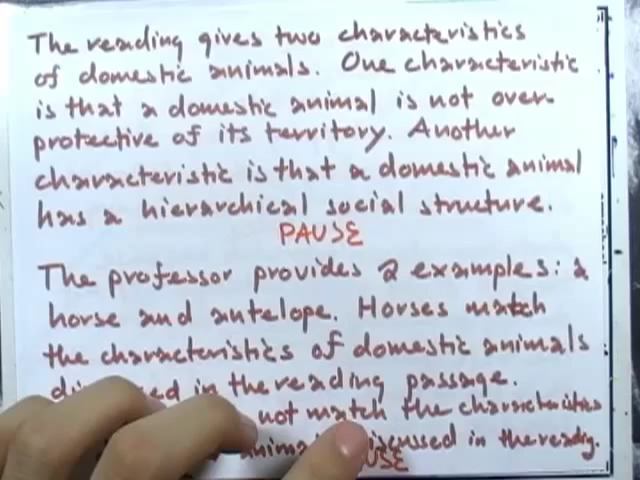 The reading gives two characteristics
of domestic animals. One characteristic
is that a domestic animal is not over-
protective of its territory. Another
characteristic is that a domestic animal
has a hierarchical social structure.
PAUSE
The professor provides 2 examples: a
horse and antelope. Horses match
the characteristics of domestic animals
in the reading passage.
not match the characteristics
discussed in the reading.